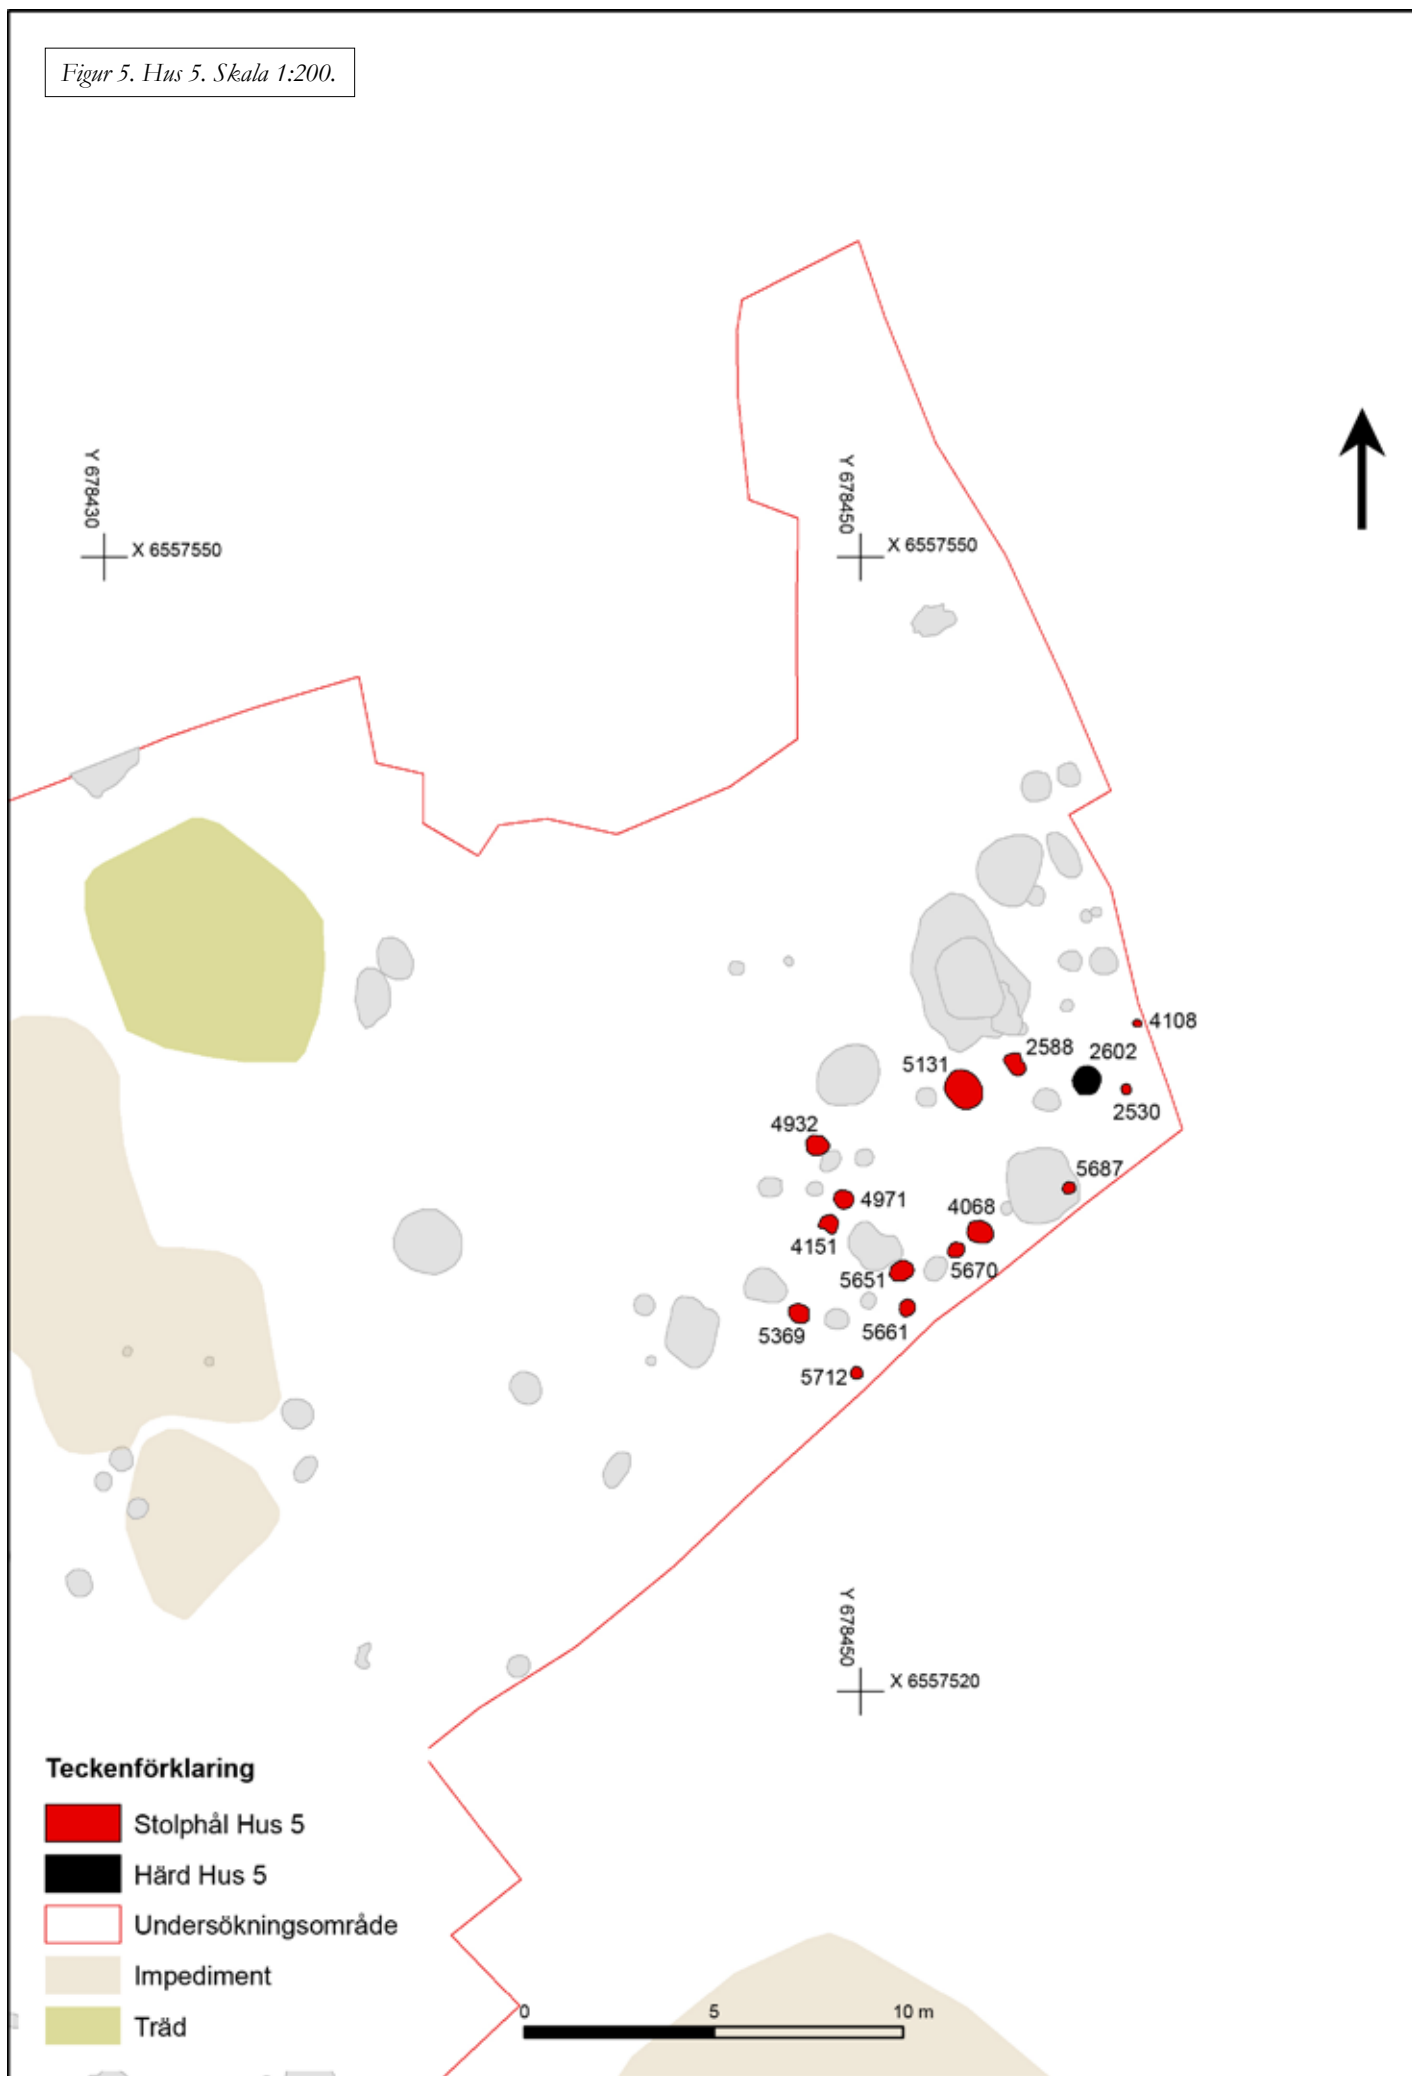 Figur 5. Hus 5. Skala 1:200.
Y 678430
X 6557550
Y 678450
X 6557550
4108
2588
2602
5131
2530
4932
5687
4971
4068
4151
5651
5670
5369
5661
5712
Y 678450
X 6557520
Teckenförklaring
Stolphål Hus 5
Härd Hus 5
Undersökningsområde
Impediment
Träd
0 5 10 m